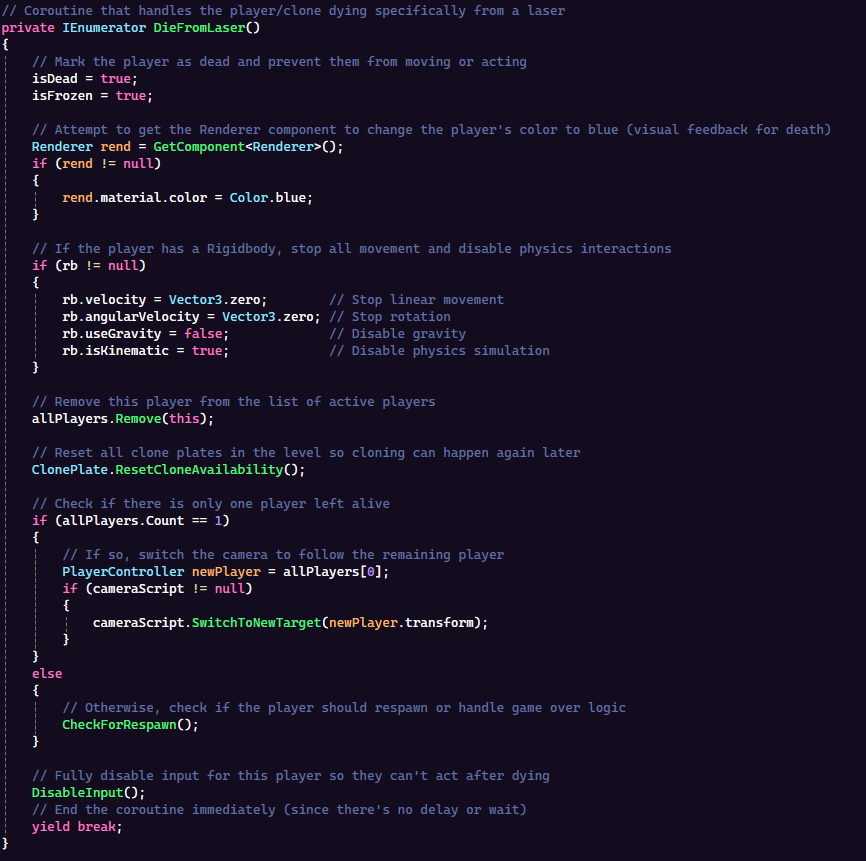 // Coroutine that handles the player/clone dying specifically from a laser
private IEnumerator DieFromLaser()
{
    // Mark the player as dead and prevent them from moving or acting
    isDead = true;
    isFrozen = true;

    // Attempt to get the Renderer component to change the player's color to blue (visual feedback for death)
    Renderer rend = GetComponent<Renderer>();
    if (rend != null)
    {
        rend.material.color = Color.blue;
    }

    // If the player has a Rigidbody, stop all movement and disable physics interactions
    if (rb != null)
    {
        rb.velocity = Vector3.zero;        // Stop linear movement
        rb.angularVelocity = Vector3.zero; // Stop rotation
        rb.useGravity = false;             // Disable gravity
        rb.isKinematic = true;             // Disable physics simulation
    }

    // Remove this player from the list of active players
    allPlayers.Remove(this);

    // Reset all clone plates in the level so cloning can happen again later
    ClonePlate.ResetCloneAvailability();

    // Check if there is only one player left alive
    if (allPlayers.Count == 1)
    {
        // If so, switch the camera to follow the remaining player
        PlayerController newPlayer = allPlayers[0];
        if (cameraScript != null)
        {
            cameraScript.SwitchToNewTarget(newPlayer.transform);
        }
    }
    else
    {
        // Otherwise, check if the player should respawn or handle game over logic
        CheckForRespawn();
    }

    // Fully disable input for this player so they can't act after dying
    DisableInput();
    // End the coroutine immediately (since there's no delay or wait)
    yield break;
}